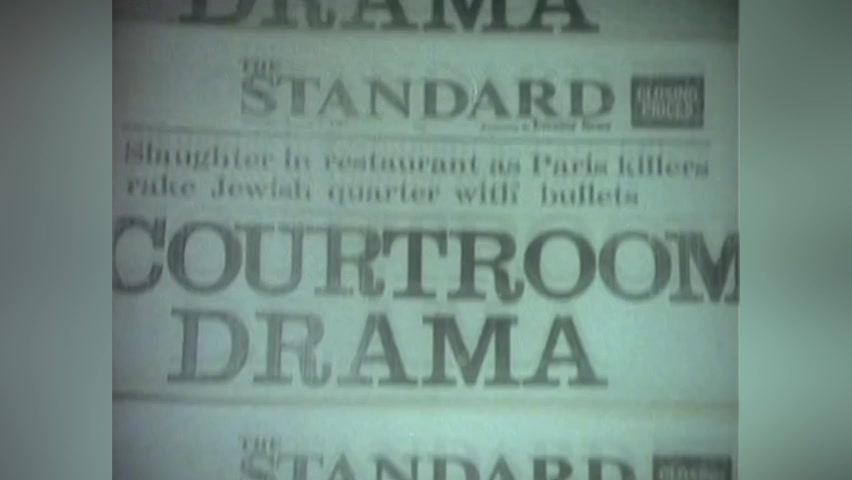 DRAMA
THE
STANDARD
CLOSING
PRICES
Slaughter in restaurant as Paris killers
rake Jewish quarter with bullets
COURTROOM
DRAMA
THE
STANDARD
CLOSING